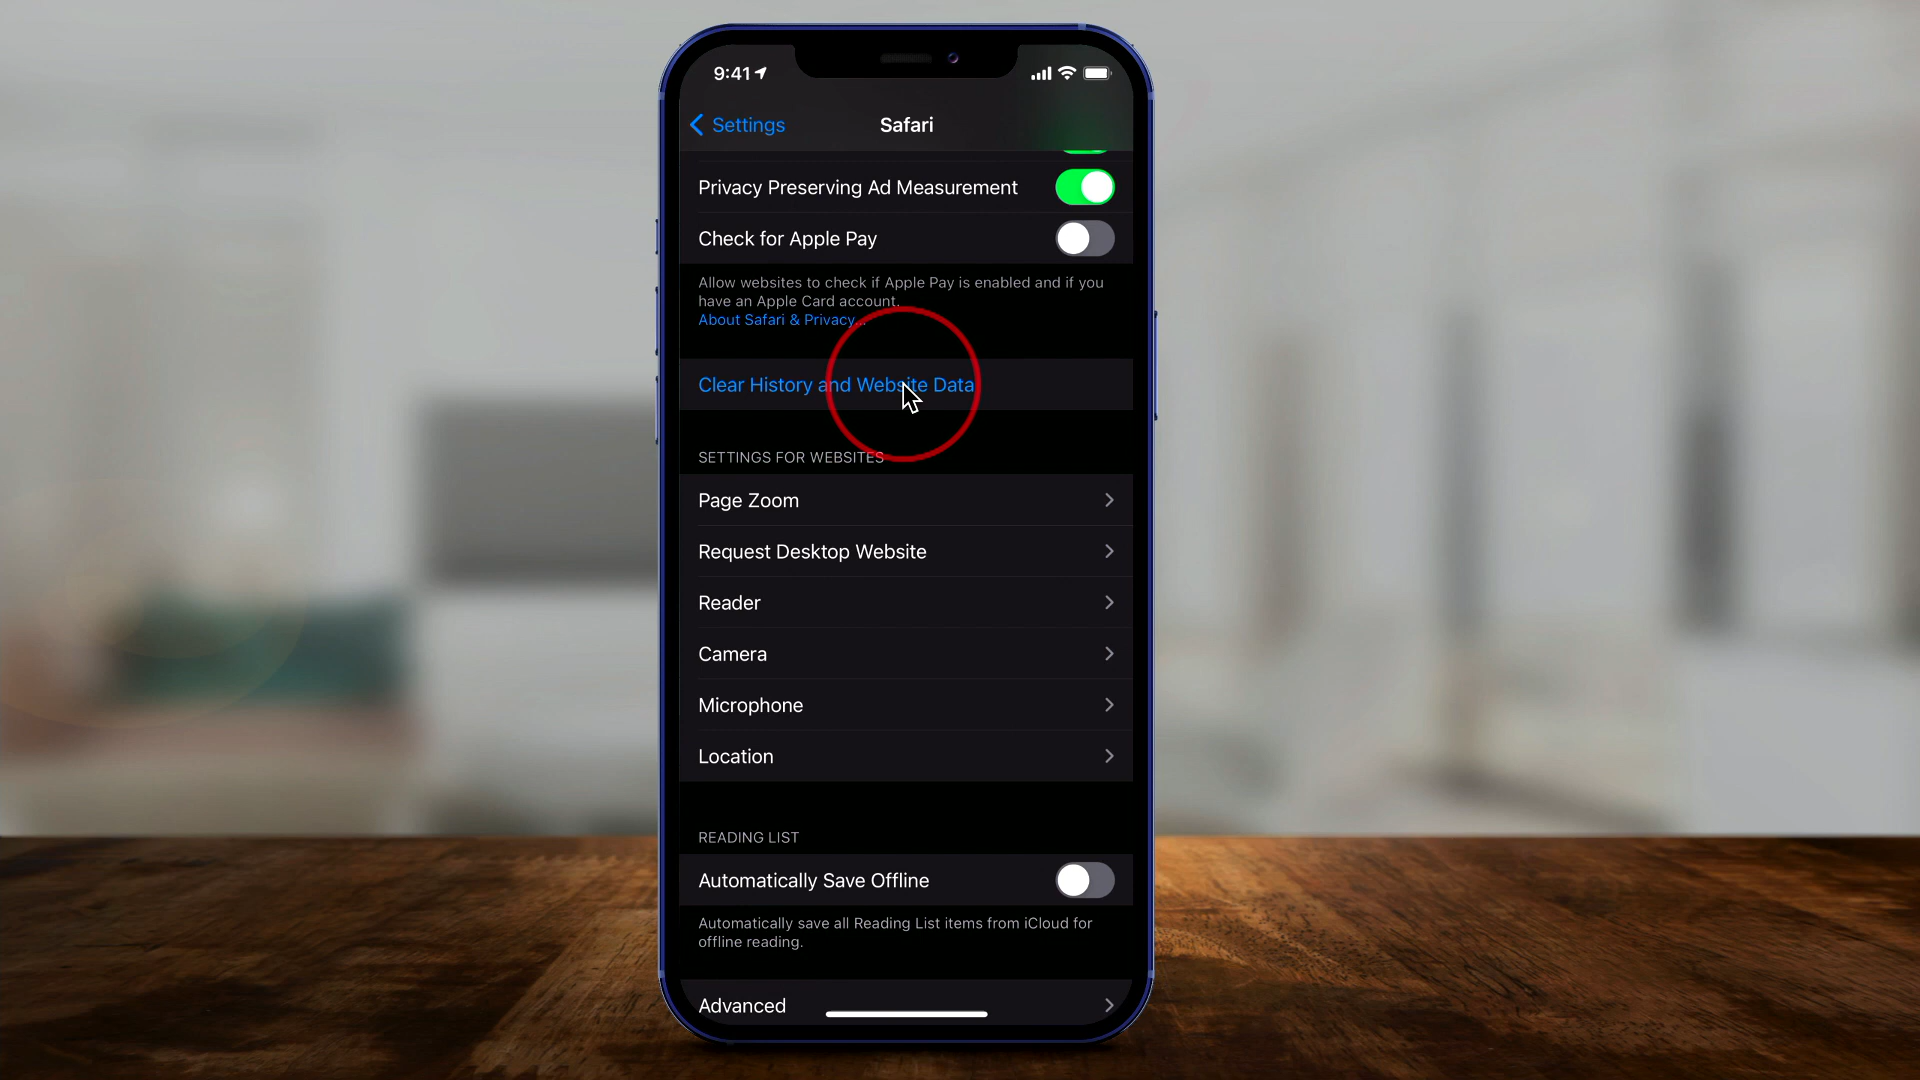 9:41
Settings
Safari
Privacy Preserving Ad Measurement
Check for Apple Pay
Allow websites to check if Apple Pay is enabled and if you
have an Apple Card account.
About Safari & Privacy...
Clear History and Website Data
SETTINGS FOR WEBSITES
Page Zoom
Request Desktop Website
Reader
Camera
Microphone
Location
READING LIST
Automatically Save Offline
Automatically save all Reading List items from iCloud for
offline reading.
Advanced